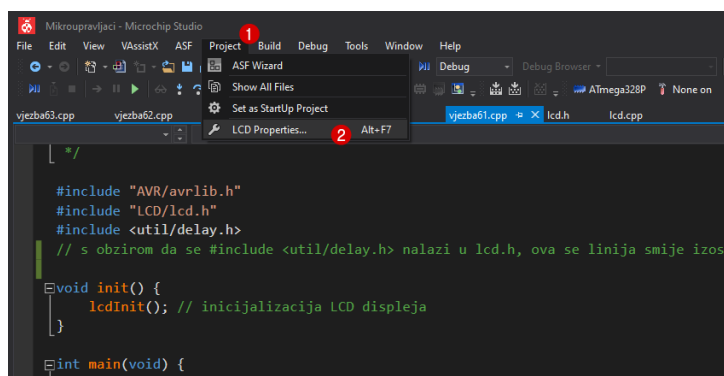 Mikroupravljaci - Microchip Studio
1
File Edit View VAssistX ASF Project Build Debug Tools Window Help
ASF Wizard
Debug
Debug Browser
Show All Files
ATmega328P
None on
Set as StartUp Project
vjezba63.cpp vjezba62.cpp
vjezba61.cpp
lcd.h
lcd.cpp
LCD Properties... 2 Alt+F7
*/
#include "AVR/avrlib.h"
#include "LCD/lcd.h"
#include <util/delay.h>
// s obzirom da se #include <util/delay.h> nalazi u lcd.h, ova se linija smije izos
void init() {
lcdInit(); // inicijalizacija LCD displeja
}
int main(void) {